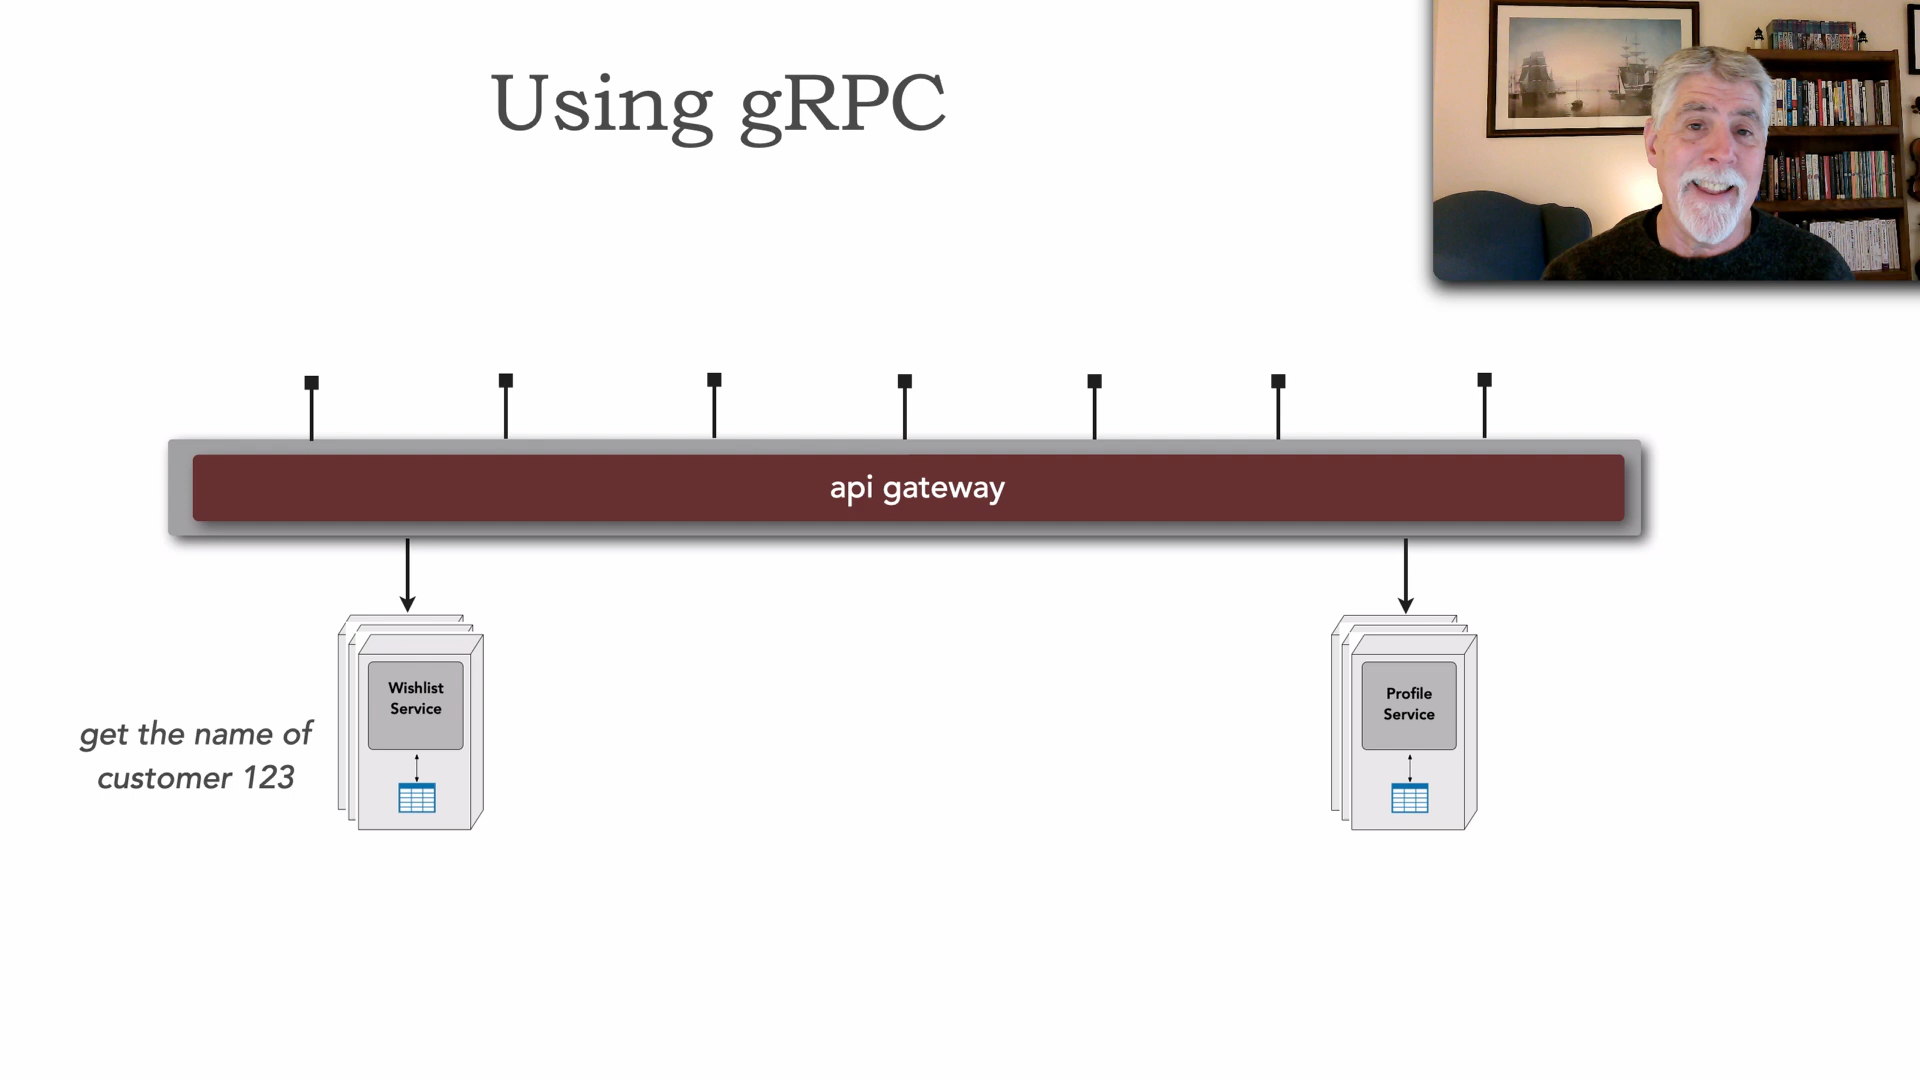 Using gRPC
api gateway
Wishlist
Service
Profile
Service
get the name of
customer 123